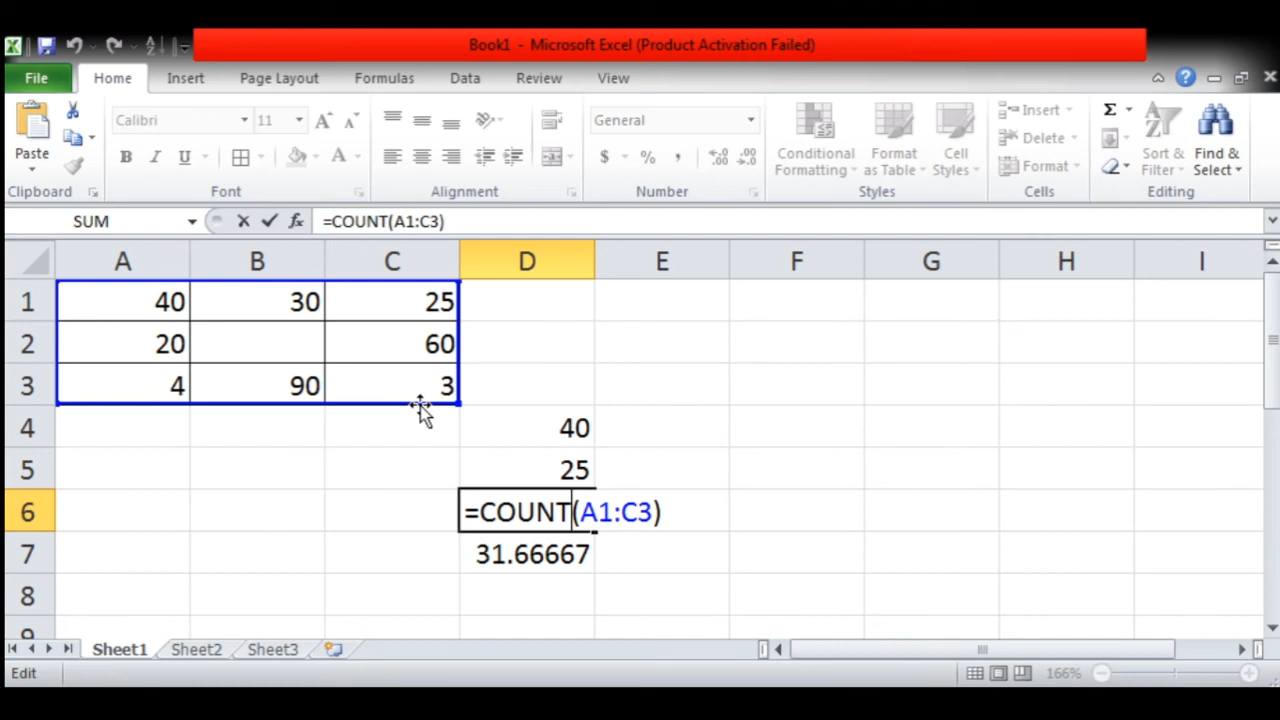 Book1 - Microsoft Excel (Product Activation Failed)
File Home Insert Page Layout Formulas Data Review View
Paste
Calibri 11
General
Conditional Formatting
Format as Table
Cell Styles
Insert
Delete
Format
Sort & Filter
Find & Select
Clipboard Font Alignment Number Styles Cells Editing
SUM =COUNT(A1:C3)
A B C D E F G H I
1 40 30 25
2 20 60
3 4 90 3
4 40
5 25
6 =COUNT(A1:C3)
7 31.66667
8
9
Sheet1 Sheet2 Sheet3
Edit 166%